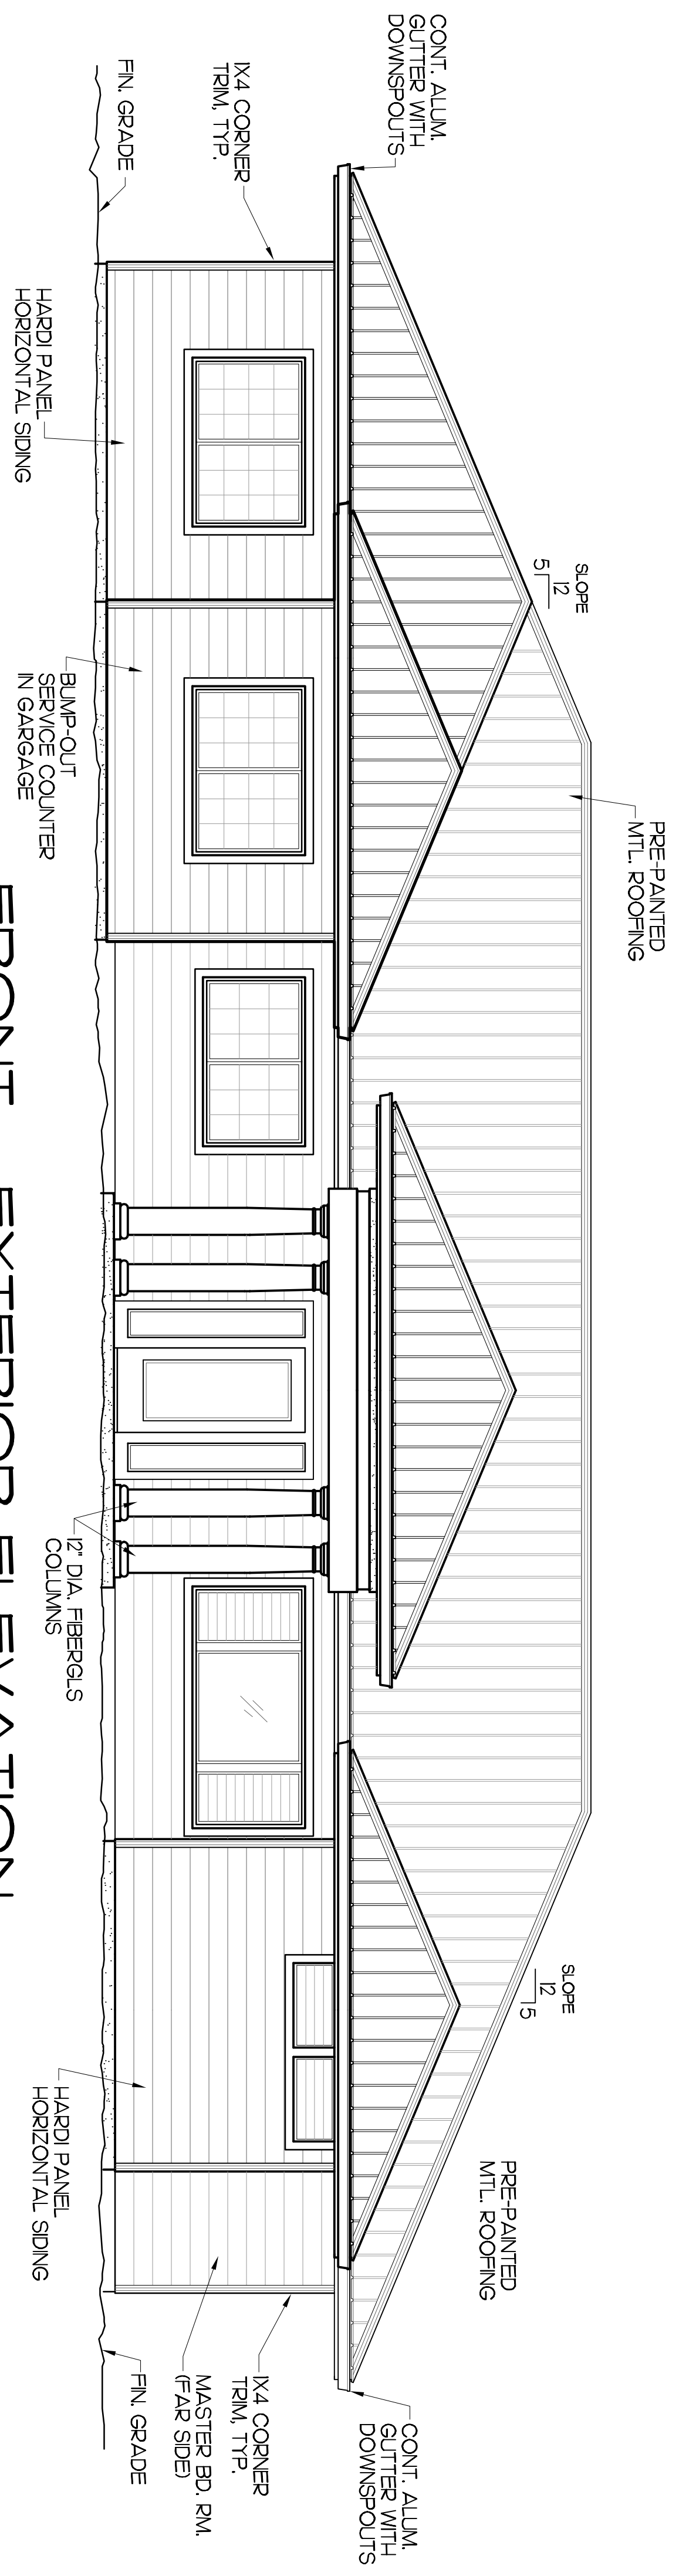 CONT. ALUM.
GUTTER WITH
DOWNSPOUTS
1X4 CORNER
TRIM, TYP.
FIN. GRADE
HARDI PANEL
HORIZONTAL SIDING
SLOPE
12
5
BUMP-OUT
SERVICE COUNTER
IN GARGAGE
PRE-PAINTED
MTL. ROOFING
12" DIA. FIBERGLS
COLUMNS
SLOPE
12
5
PRE-PAINTED
MTL. ROOFING
HARDI PANEL
HORIZONTAL SIDING
CONT. ALUM.
GUTTER WITH
DOWNSPOUTS
1X4 CORNER
TRIM, TYP.
MASTER BD. RM.
(FAR SIDE)
FIN. GRADE
FRONT EXTERIOR ELEVATION